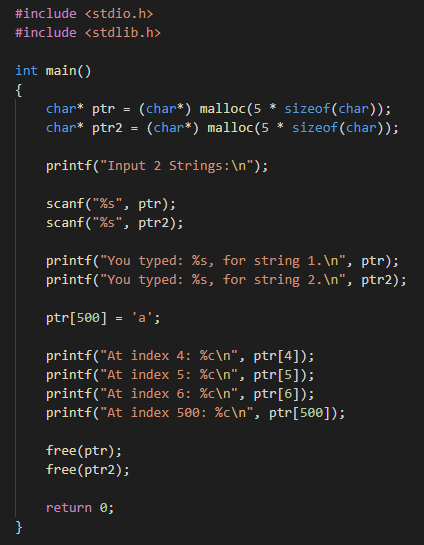 #include <stdio.h>
#include <stdlib.h>

int main()
{
    char* ptr = (char*) malloc(5 * sizeof(char));
    char* ptr2 = (char*) malloc(5 * sizeof(char));

    printf("Input 2 Strings:\n");

    scanf("%s", ptr);
    scanf("%s", ptr2);

    printf("You typed: %s, for string 1.\n", ptr);
    printf("You typed: %s, for string 2.\n", ptr2);

    ptr[500] = 'a';

    printf("At index 4: %c\n", ptr[4]);
    printf("At index 5: %c\n", ptr[5]);
    printf("At index 6: %c\n", ptr[6]);
    printf("At index 500: %c\n", ptr[500]);

    free(ptr);
    free(ptr2);

    return 0;
}